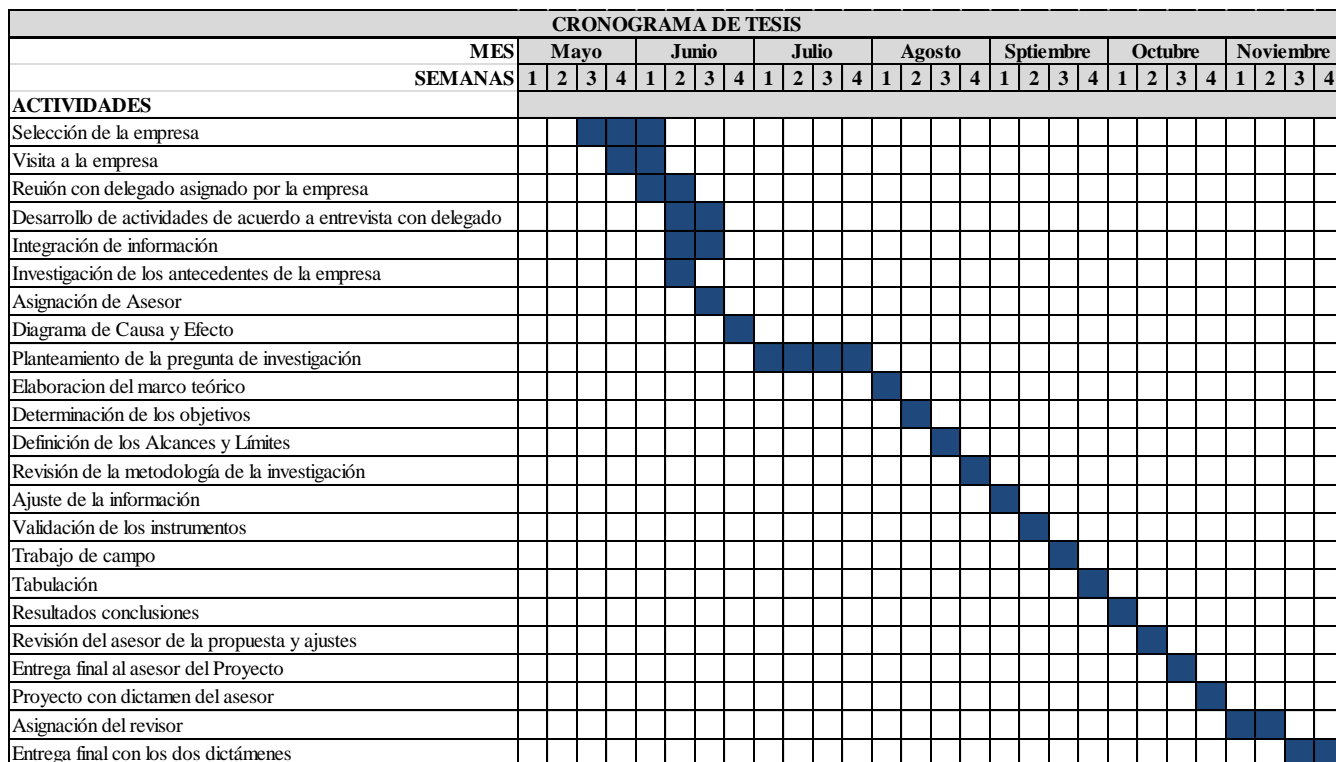 CRONOGRAMA DE TESIS
MES Mayo Junio Julio Agosto Sptiembre Octubre Noviembre
SEMANAS 1 2 3 4 1 2 3 4 1 2 3 4 1 2 3 4 1 2 3 4 1 2 3 4 1 2 3 4
ACTIVIDADES
Selección de la empresa
Visita a la empresa
Reuión con delegado asignado por la empresa
Desarrollo de actividades de acuerdo a entrevista con delegado
Integración de información
Investigación de los antecedentes de la empresa
Asignación de Asesor
Diagrama de Causa y Efecto
Planteamiento de la pregunta de investigación
Elaboracion del marco teórico
Determinación de los objetivos
Definición de los Alcances y Límites
Revisión de la metodología de la investigación
Ajuste de la información
Validación de los instrumentos
Trabajo de campo
Tabulación
Resultados conclusiones
Revisión del asesor de la propuesta y ajustes
Entrega final al asesor del Proyecto
Proyecto con dictamen del asesor
Asignación del revisor
Entrega final con los dos dictámenes